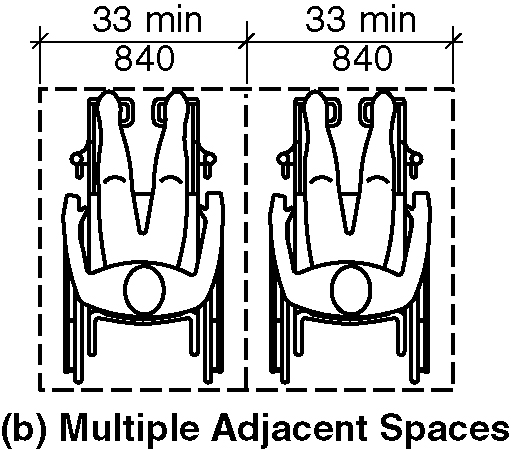 33 min 33 min
840 840
(b) Multiple Adjacent Spaces